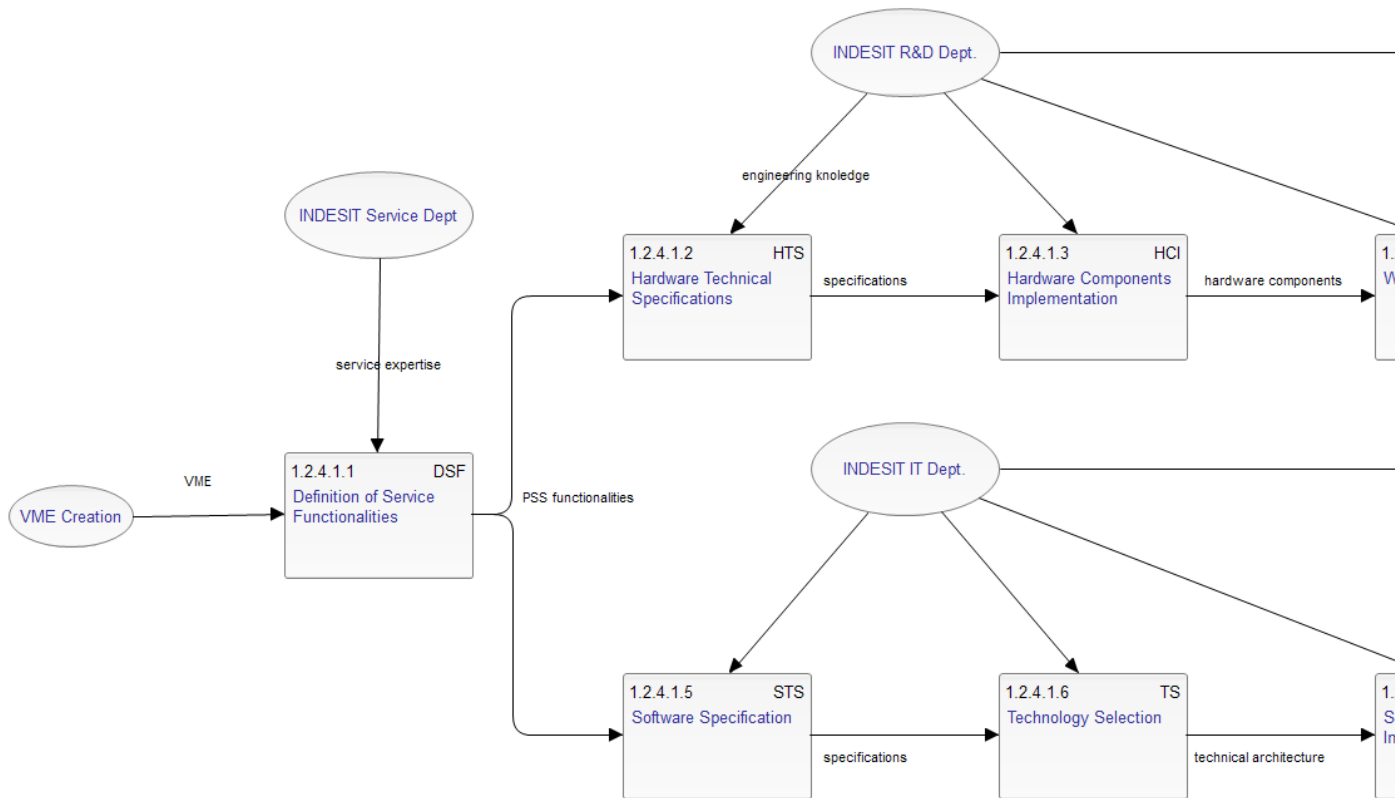 INDESIT R&D Dept.
engineering knoledge
INDESIT Service Dept
1.2.4.1.2 HTS
Hardware Technical
Specifications
specifications
1.2.4.1.3 HCI
Hardware Components
Implementation
hardware components
1.
W
service expertise
INDESIT IT Dept.
1.2.4.1.1 DSF
Definition of Service
Functionalities
VME
VME Creation
PSS functionalities
1.2.4.1.5 STS
Software Specification
specifications
1.2.4.1.6 TS
Technology Selection
technical architecture
1.
S
In